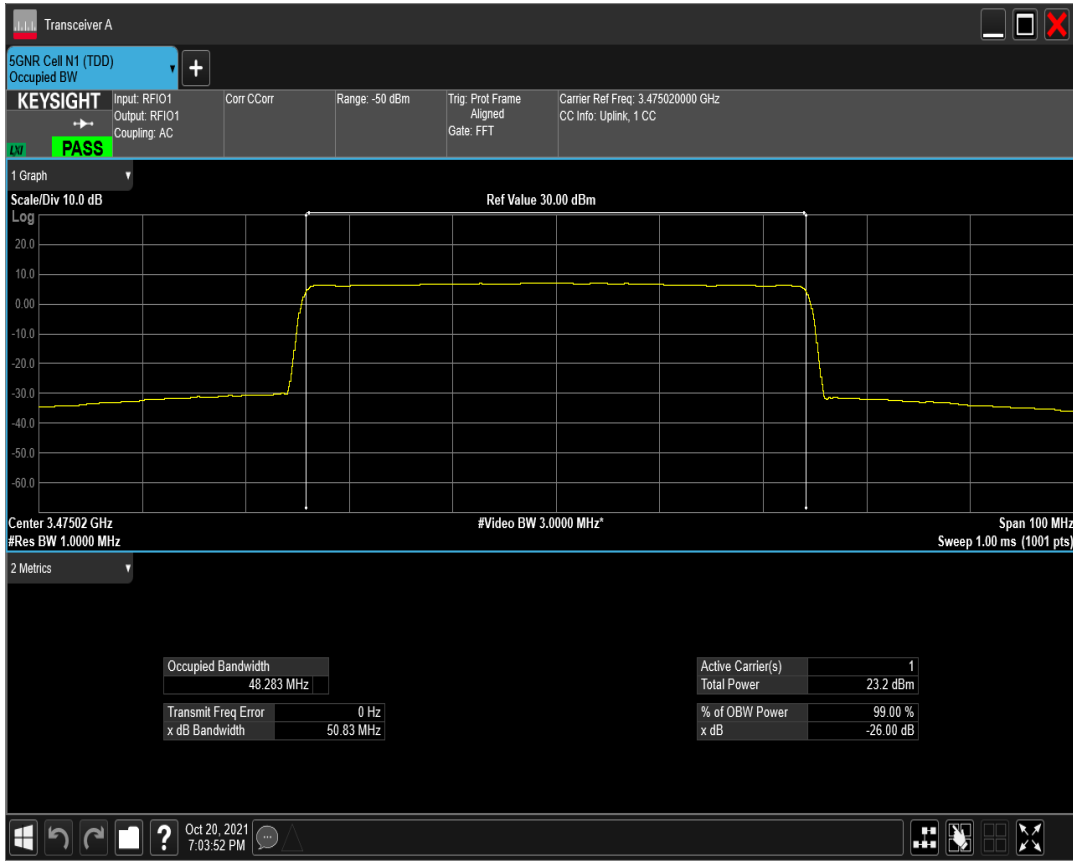 Transceiver A
5GNR Cell N1 (TDD)
Occupied BW
+
KEYSIGHT
LXI
PASS
Input: RFIO1
Output: RFIO1
Coupling: AC
Corr CCorr
Range: -50 dBm
Trig: Prot Frame
Aligned
Gate: FFT
Carrier Ref Freq: 3.475020000 GHz
CC Info: Uplink, 1 CC
1 Graph
Scale/Div 10.0 dB
Ref Value 30.00 dBm
Log
20.0
10.0
0.00
-10.0
-20.0
-30.0
-40.0
-50.0
-60.0
Center 3.47502 GHz
#Video BW 3.0000 MHz*
Span 100 MHz
#Res BW 1.0000 MHz
Sweep 1.00 ms (1001 pts)
2 Metrics
Occupied Bandwidth
48.283 MHz
Transmit Freq Error 0 Hz
x dB Bandwidth 50.83 MHz
Active Carrier(s) 1
Total Power 23.2 dBm
% of OBW Power 99.00 %
x dB -26.00 dB
?
Oct 20, 2021
7:03:52 PM